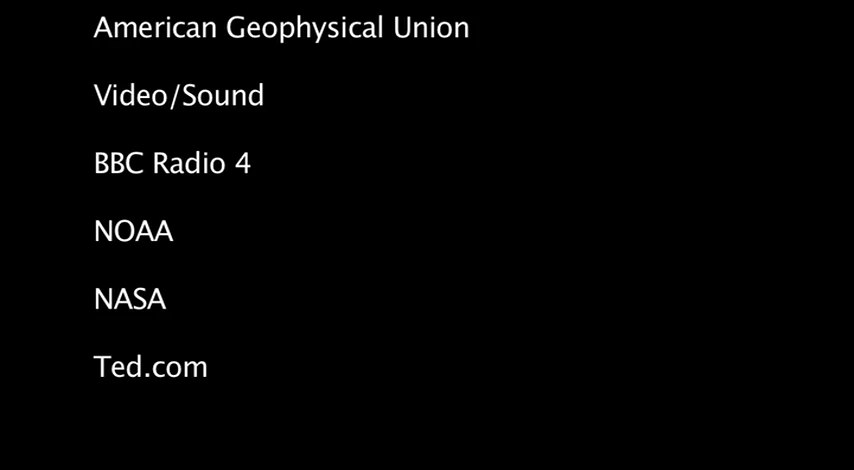 American Geophysical Union
Video/Sound
BBC Radio 4
NOAA
NASA
Ted.com